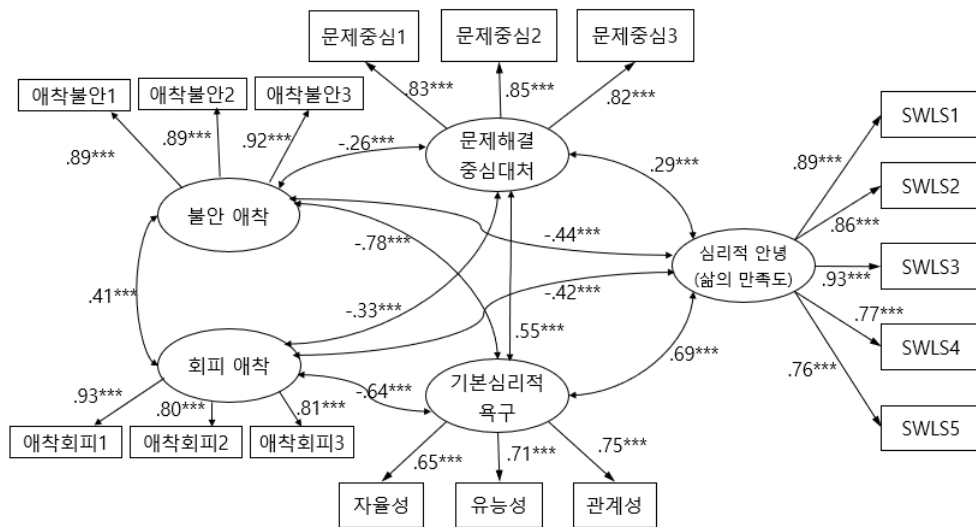 문제중심1
문제중심2
문제중심3
애착불안1
애착불안2
애착불안3
.83***
.85***
.82***
.89***
.89***
.92***
-.26***
문제해결
중심대처
.29***
불안 애착
-.78***
-.44***
심리적 안녕
(삶의 만족도)
SWLS1
SWLS2
SWLS3
SWLS4
SWLS5
.89***
.86***
.93***
.77***
.76***
.41***
-.33***
-.42***
.55***
.69***
회피 애착
-.64***
기본심리적
욕구
.93***
.80***
.81***
애착회피1
애착회피2
애착회피3
.65***
.71***
.75***
자율성
유능성
관계성